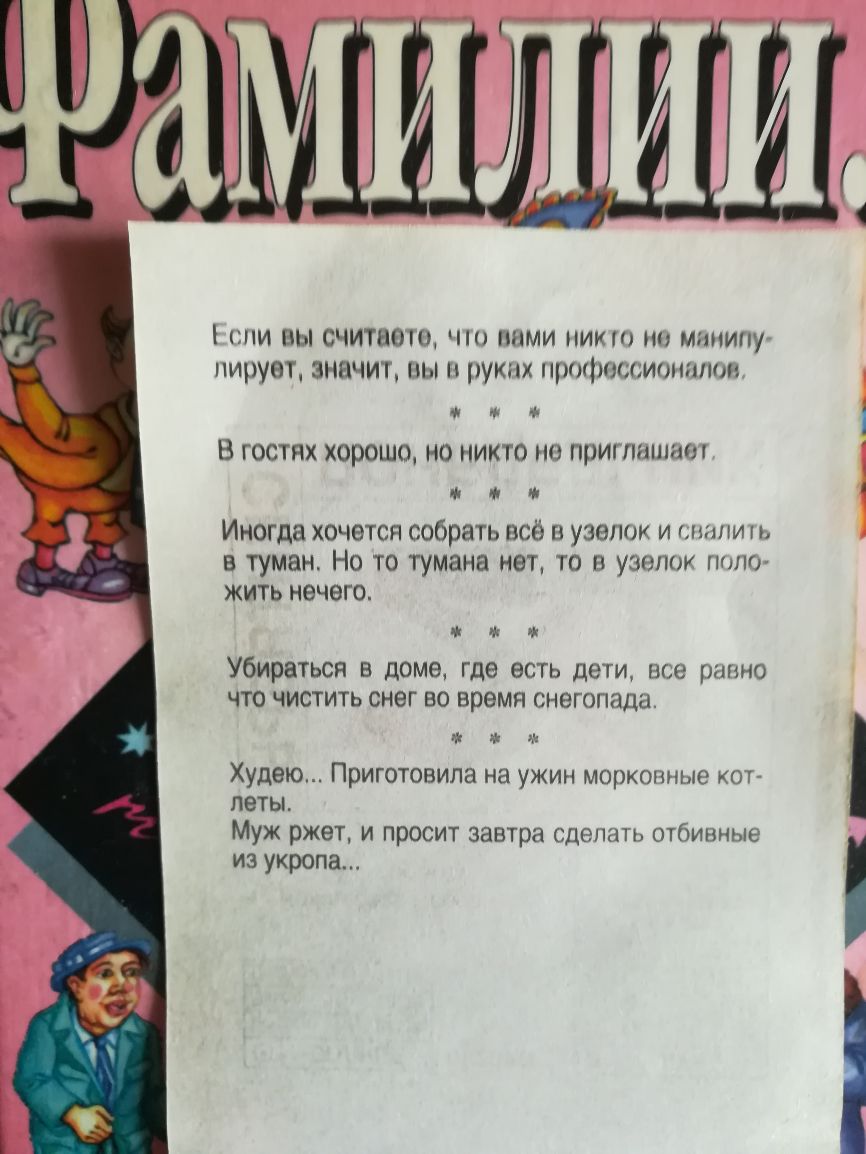 Фамилии.
Если вы считаете, что вами никто не манипу-
лирует, значит, вы в руках профессионалов.
* * *
В гостях хорошо, но никто не приглашает.
* * *
Иногда хочется собрать всё в узелок и свалить
в туман. Но то тумана нет, то в узелок поло-
жить нечего.
* * *
Убираться в доме, где есть дети, все равно
что чистить снег во время снегопада.
* * *
Худею... Приготовила на ужин морковные кот-
леты.
Муж ржет, и просит завтра сделать отбивные
из укропа...